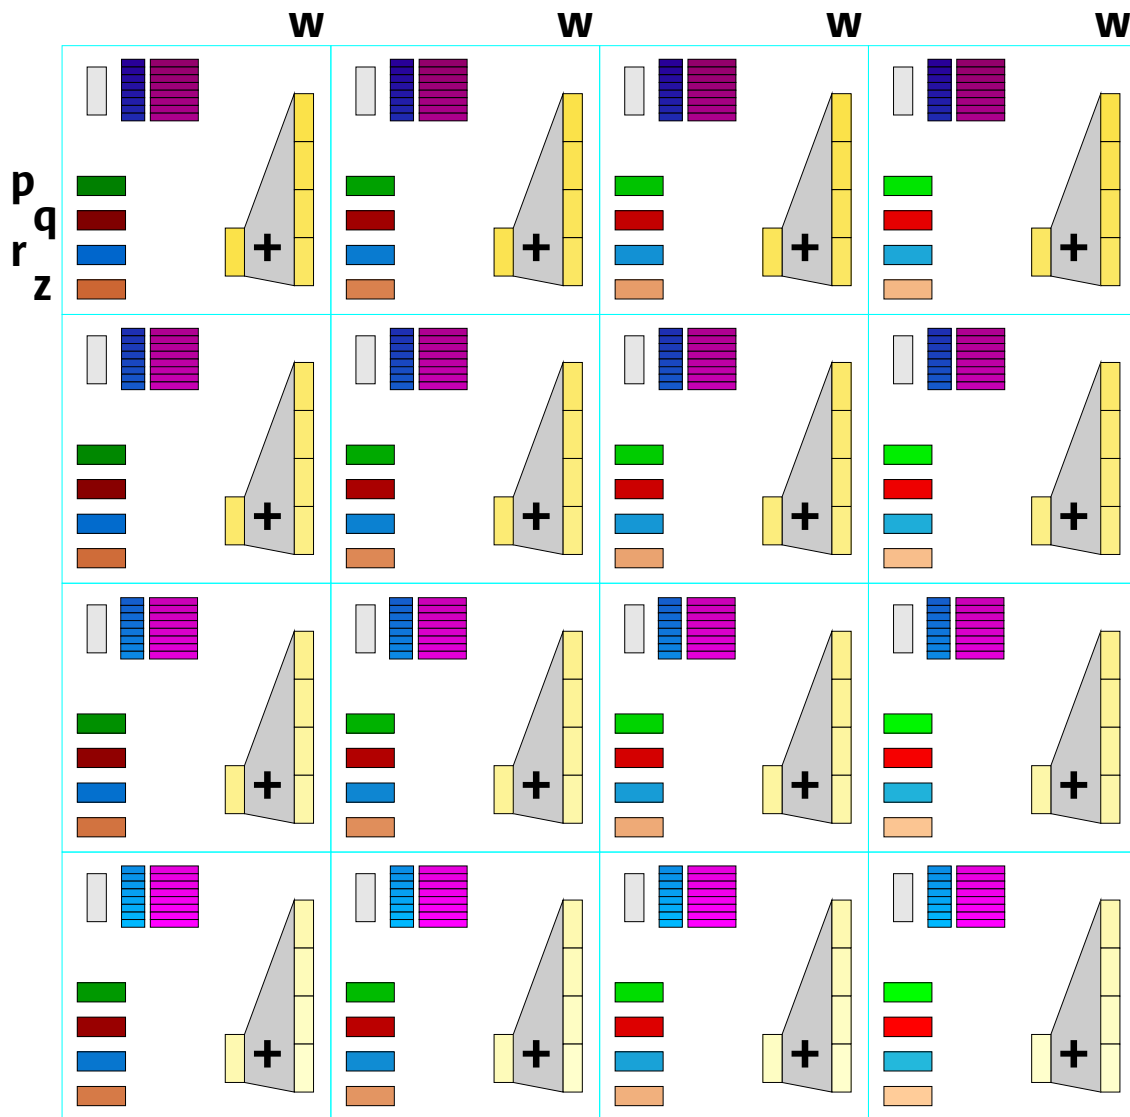 w w w w
p
q
r
z
+ + + +
+ + + +
+ + + +
+ + + +